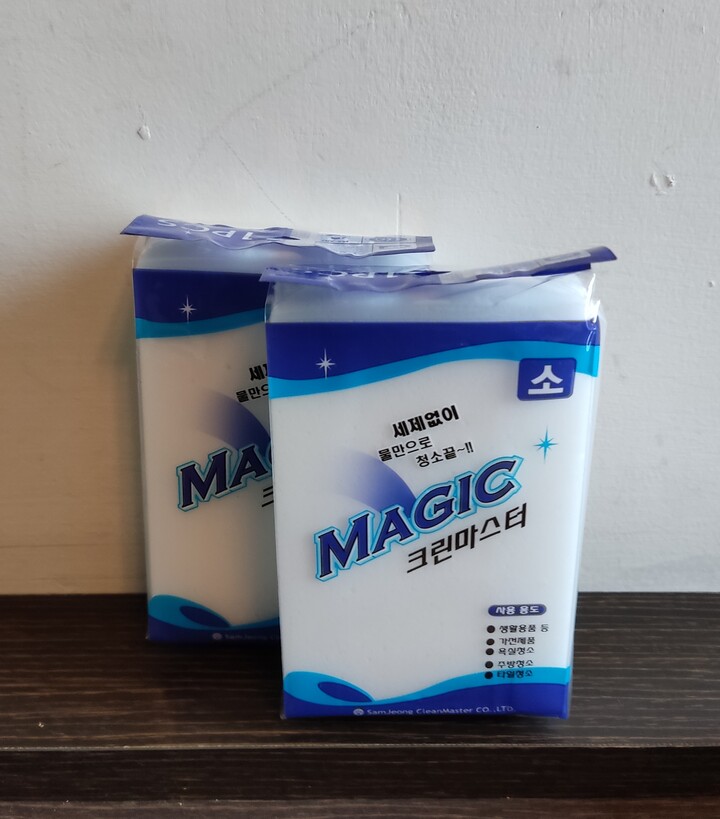 1PCS
소
세제없이
물만으로
청소끝~!!
MAGIC
크린마스터
사용 용도
● 생활용품 등
● 가전제품
● 욕실청소
● 주방청소
● 타일청소
SamJeong CleanMaster CO.,LTD.